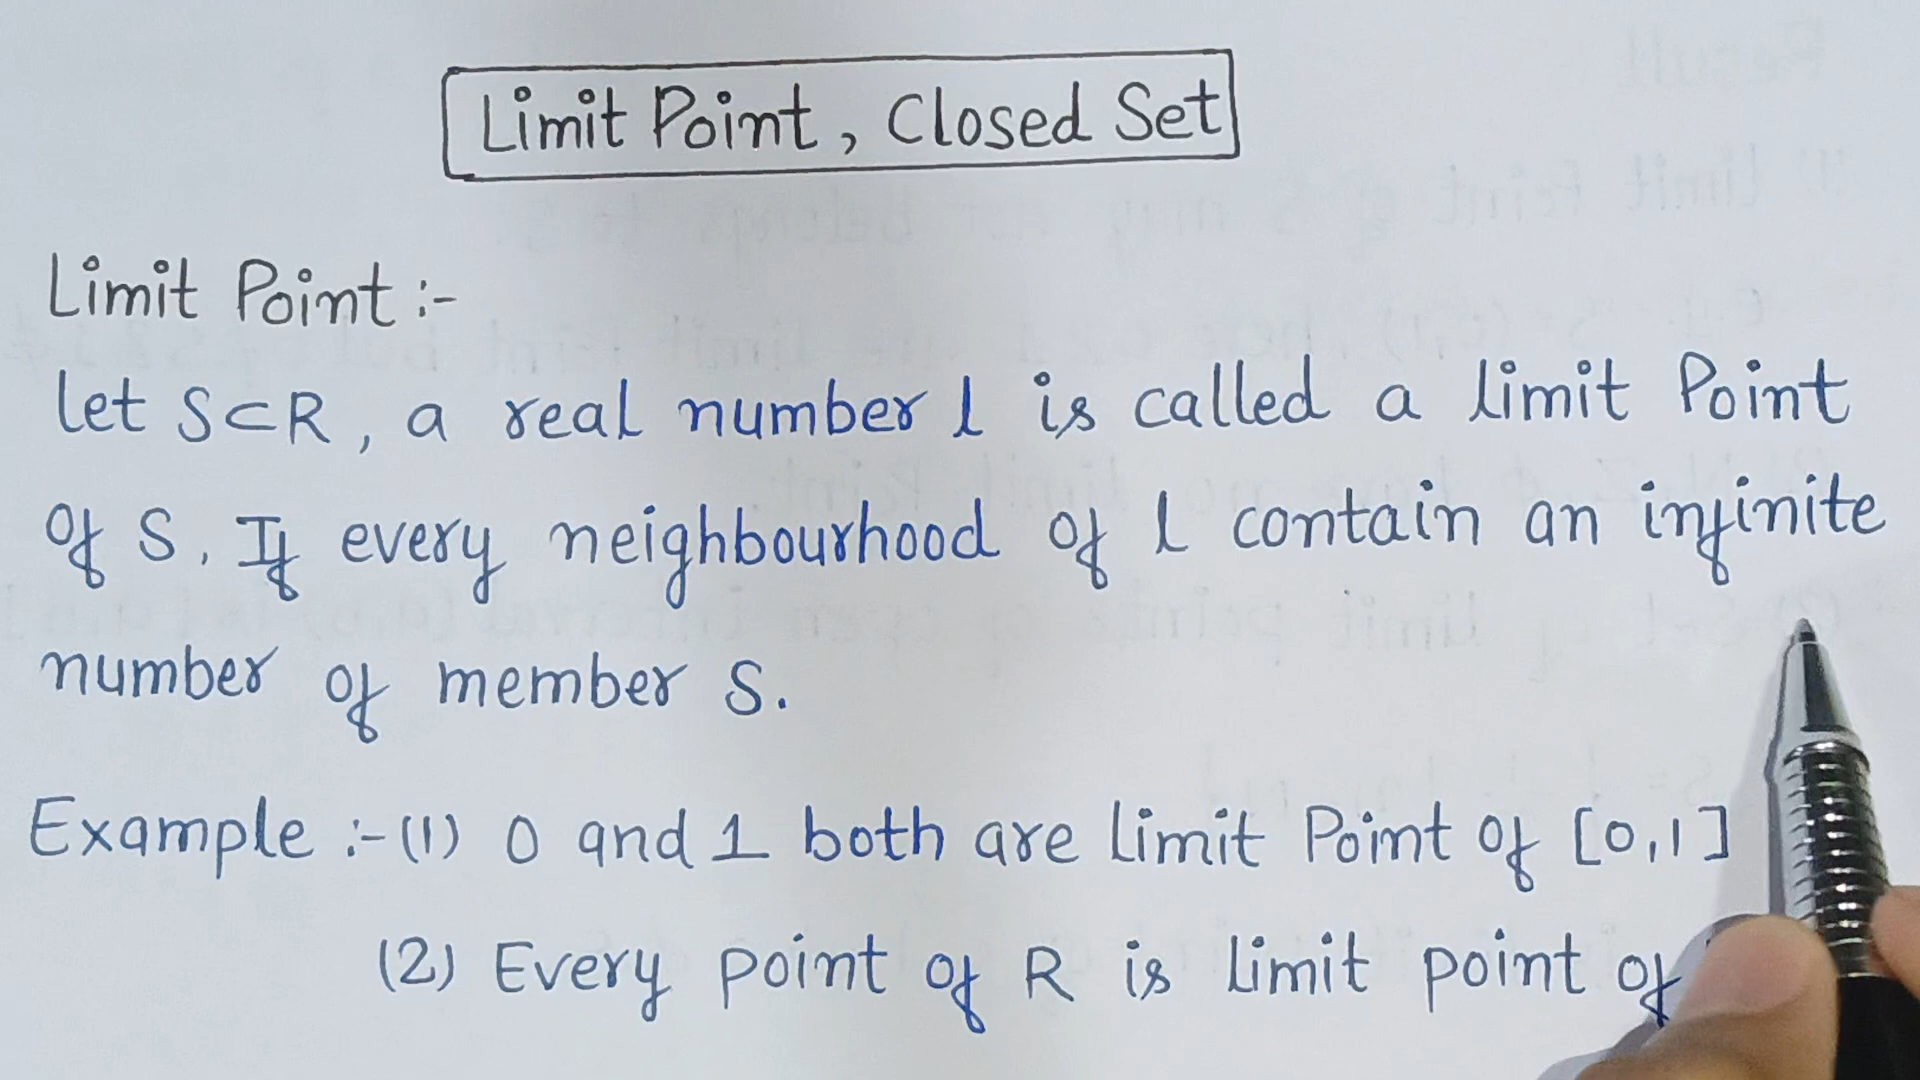 Limit Point, Closed Set
Limit Point :-
let S⊂R, a real number l is called a limit Point
of S. If every neighbourhood of l contain an infinite
number of member S.
Example :- (1) 0 and 1 both are limit Point of [0,1]
(2) Every point of R is limit point of